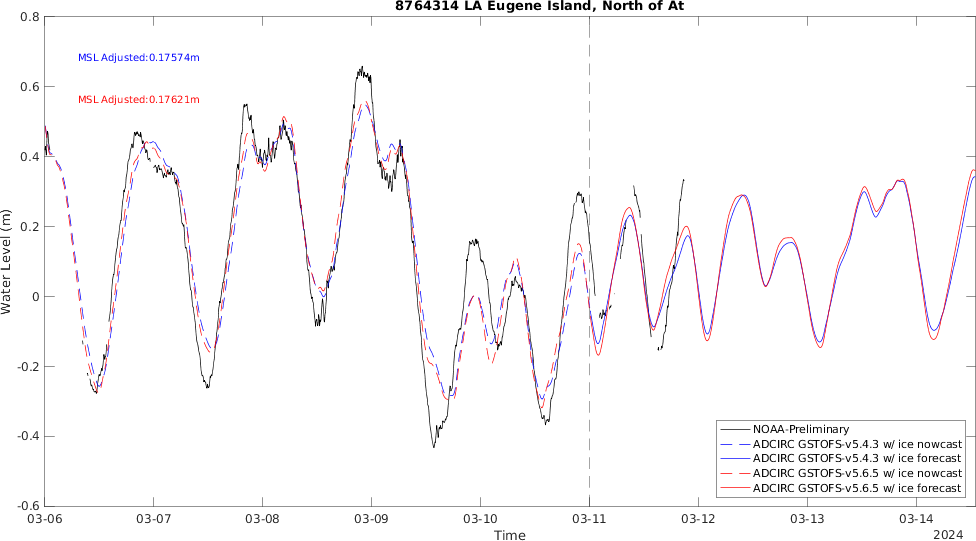 8764314 LA Eugene Island, North of At
MSL Adjusted:0.17574m
MSL Adjusted:0.17621m
Water Level (m)
0.8
0.6
0.4
0.2
0
-0.2
-0.4
-0.6
NOAA-Preliminary
ADCIRC GSTOFS-v5.4.3 w/ ice nowcast
ADCIRC GSTOFS-v5.4.3 w/ ice forecast
ADCIRC GSTOFS-v5.6.5 w/ ice nowcast
ADCIRC GSTOFS-v5.6.5 w/ ice forecast
03-06 03-07 03-08 03-09 03-10 03-11 03-12 03-13 03-14
Time
2024